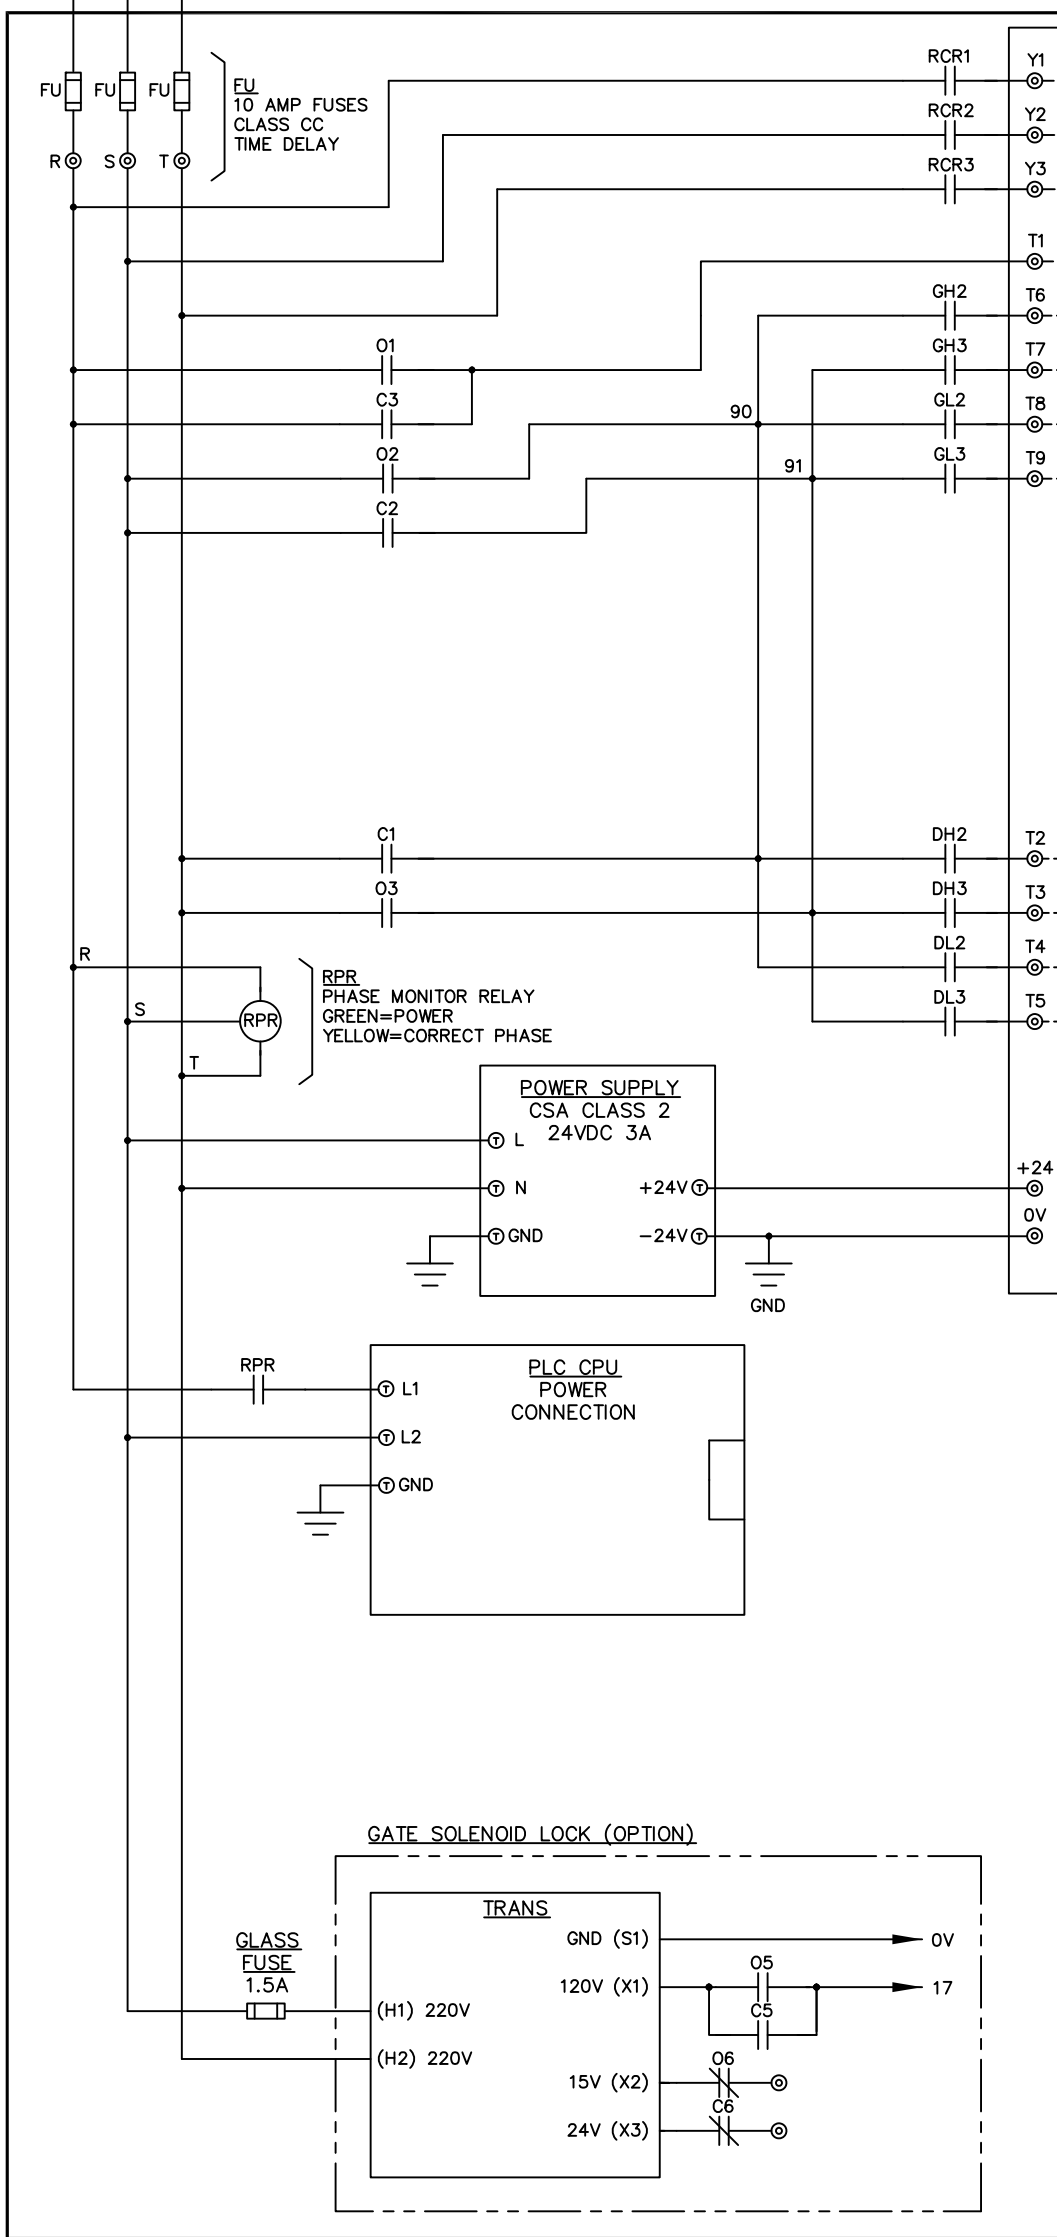 FU
FU
FU
FU
10 AMP FUSES
CLASS CC
TIME DELAY
R
S
T
RCR1
Y1
RCR2
Y2
RCR3
Y3
T1
GH2
T6
O1
GH3
T7
C3
90
GL2
T8
O2
91
GL3
T9
C2
C1
DH2
T2
O3
DH3
T3
R
DL2
T4
S
RPR
RPR
PHASE MONITOR RELAY
GREEN=POWER
YELLOW=CORRECT PHASE
DL3
T5
T
POWER SUPPLY
CSA CLASS 2
24VDC 3A
T L
T N
+24V T
+24
T GND
-24V T
0V
GND
RPR
PLC CPU
POWER
CONNECTION
T L1
T L2
T GND
GATE SOLENOID LOCK (OPTION)
TRANS
GLASS
FUSE
1.5A
GND (S1)
0V
120V (X1)
O5
17
C5
(H1) 220V
(H2) 220V
15V (X2)
O6
24V (X3)
C6